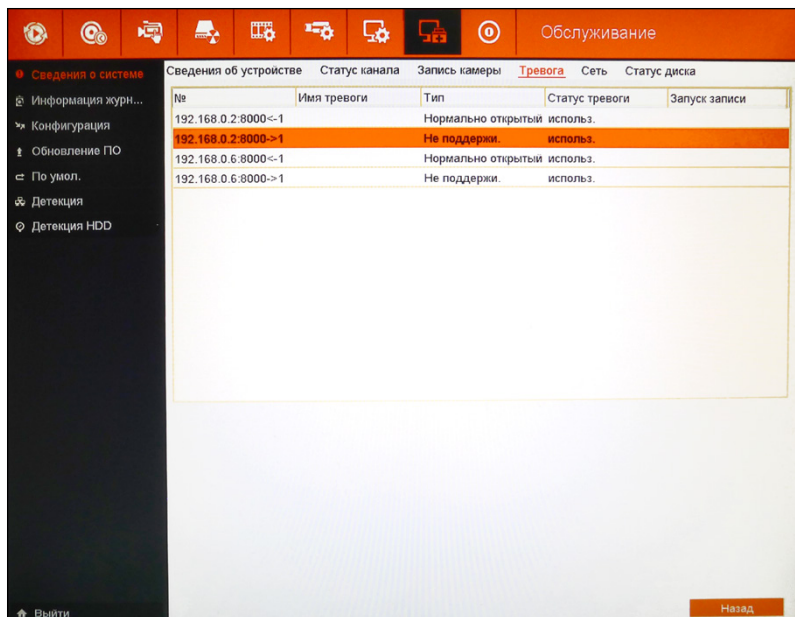 Обслуживание
Сведения о системе
Информация журн...
Конфигурация
Обновление ПО
По умол.
Детекция
Детекция HDD
Выйти
Сведения об устройстве Статус канала Запись камеры Тревога Сеть Статус диска
№ Имя тревоги Тип Статус тревоги Запуск записи
192.168.0.2:8000<-1 Нормально открытый использ.
192.168.0.2:8000->1 Не поддержи. использ.
192.168.0.6:8000<-1 Нормально открытый использ.
192.168.0.6:8000->1 Не поддержи. использ.
Назад